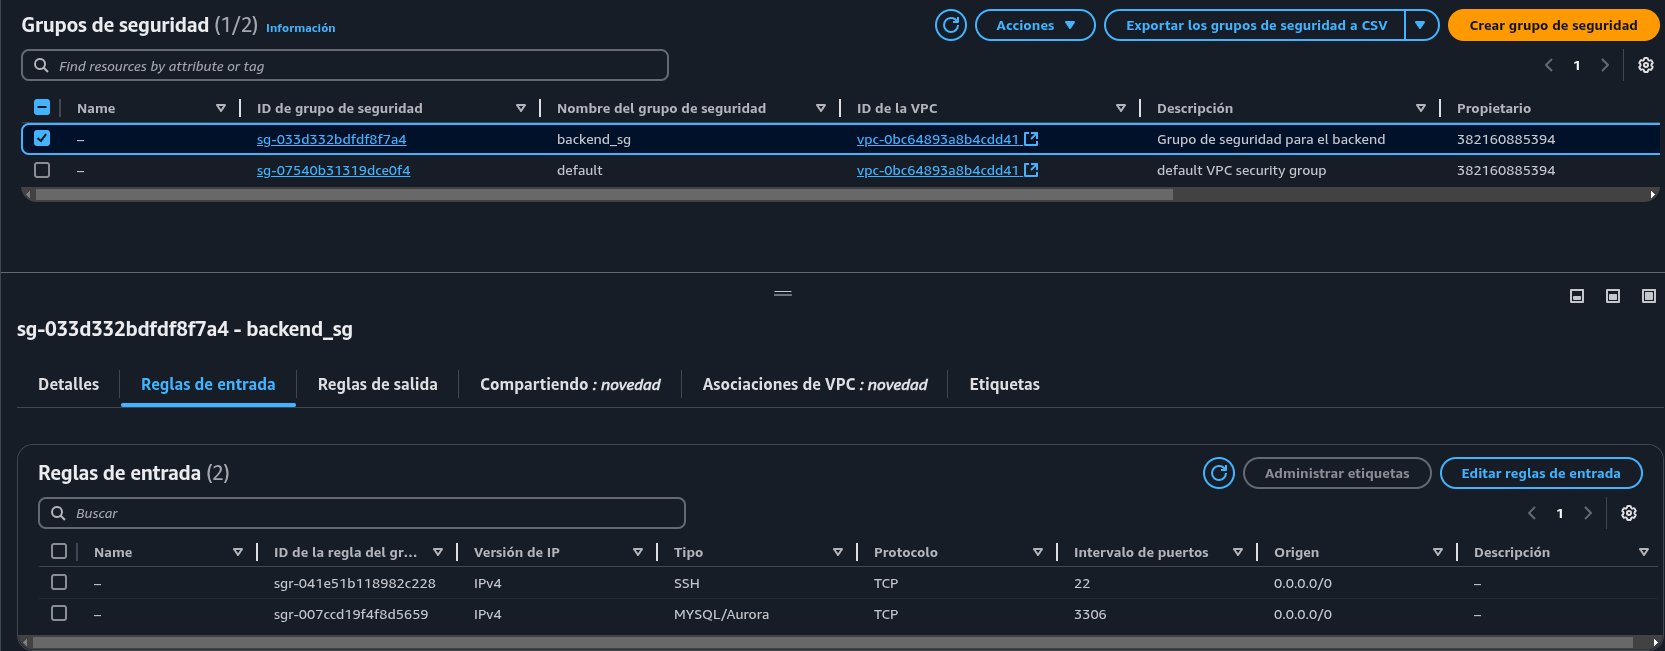 Grupos de seguridad (1/2) Información
Acciones Exportar los grupos de seguridad a CSV Crear grupo de seguridad
Find resources by attribute or tag
1
Name ID de grupo de seguridad Nombre del grupo de seguridad ID de la VPC Descripción Propietario
– sg-033d332bdfdf8f7a4 backend_sg vpc-0bc64893a8b4cdd41 Grupo de seguridad para el backend 382160885394
– sg-07540b31319dce0f4 default vpc-0bc64893a8b4cdd41 default VPC security group 382160885394
sg-033d332bdfdf8f7a4 - backend_sg
Detalles Reglas de entrada Reglas de salida Compartiendo : novedad Asociaciones de VPC : novedad Etiquetas
Reglas de entrada (2)
Administrar etiquetas Editar reglas de entrada
Buscar
1
Name ID de la regla del gr... Versión de IP Tipo Protocolo Intervalo de puertos Origen Descripción
– sgr-041e51b118982c228 IPv4 SSH TCP 22 0.0.0.0/0 –
– sgr-007ccd19f4f8d5659 IPv4 MYSQL/Aurora TCP 3306 0.0.0.0/0 –